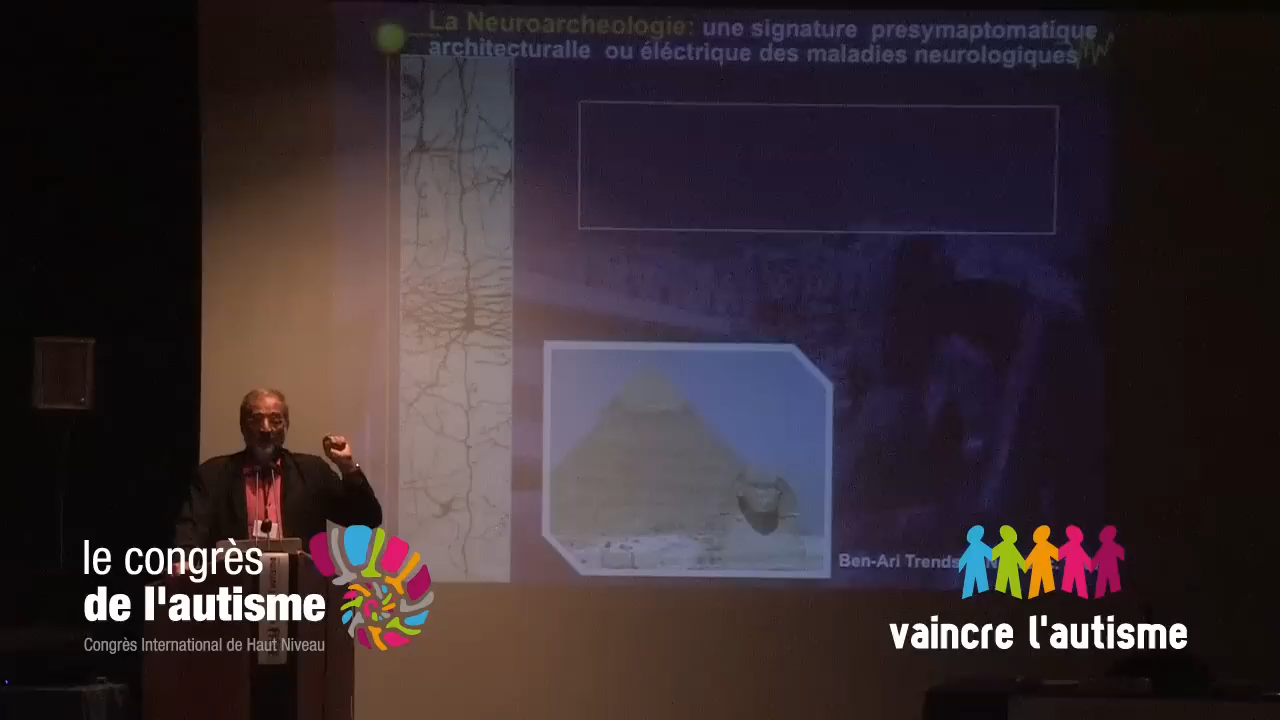 La Neuroarcheologie: une signature presymaptomatique
architecturalle ou éléctrique des maladies neurologiques
Ben-Ari Trends
le congrès
de l'autisme
Congrès International de Haut Niveau
vaincre l'autisme